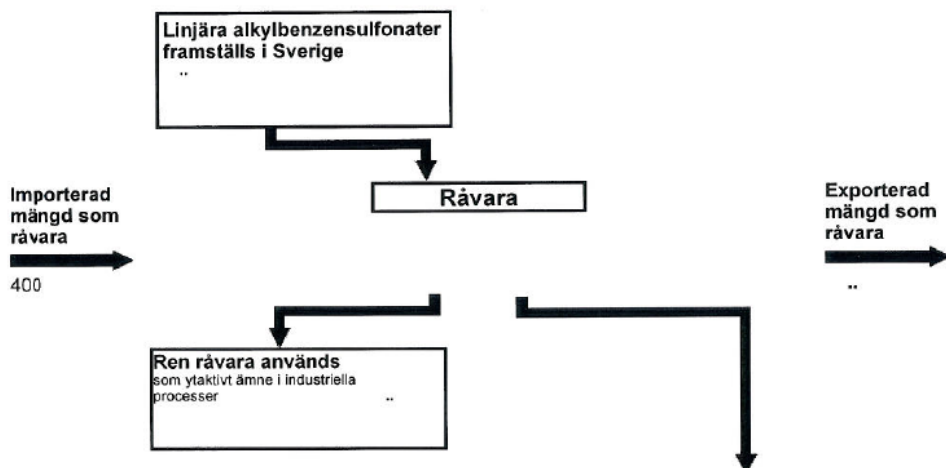 Linjära alkylbenzensulfonater
framställs i Sverige
..
Råvara
Importerad
mängd som
råvara
400
Exporterad
mängd som
råvara
..
Ren råvara används
som ytaktivt ämne i industriella
processer ..